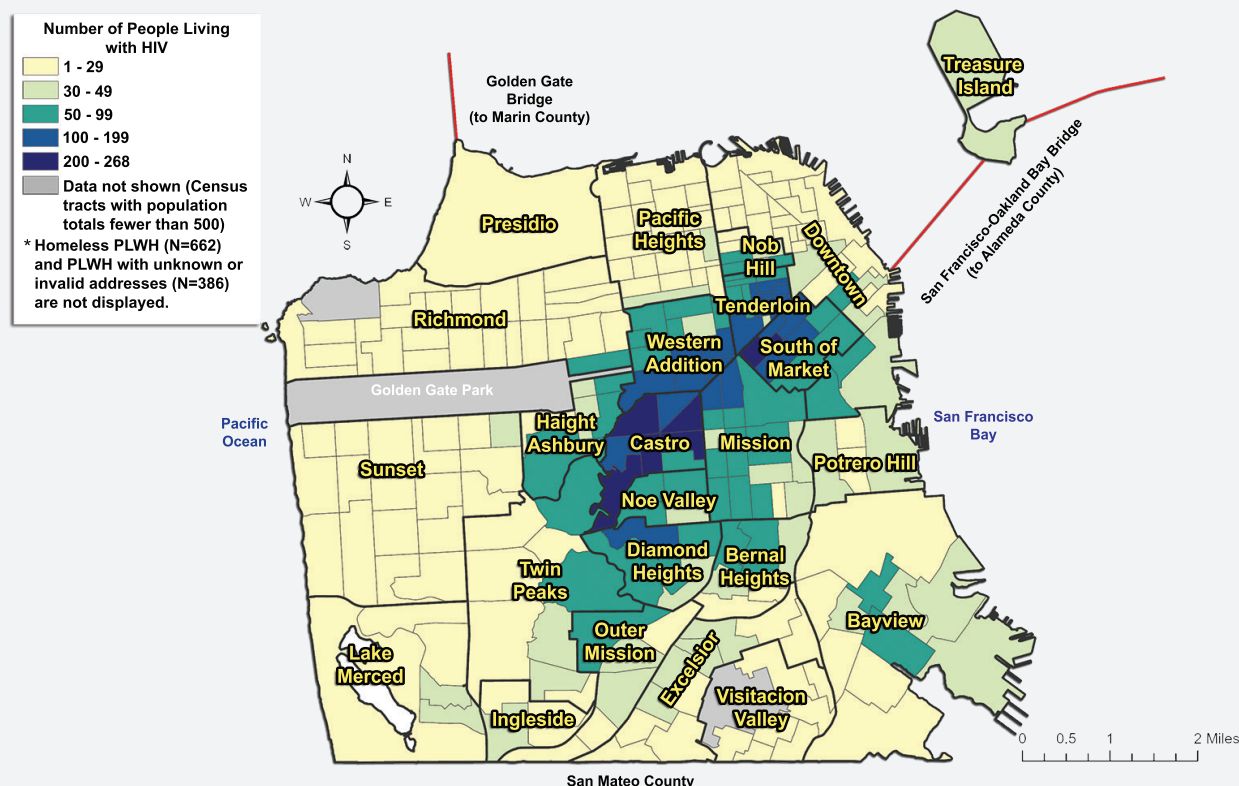 Number of People Living
with HIV
1 - 29
30 - 49
50 - 99
100 - 199
200 - 268
Data not shown (Census
tracts with population
totals fewer than 500)
* Homeless PLWH (N=662)
and PLWH with unknown or
invalid addresses (N=386)
are not displayed.
N
W
E
S
Golden Gate
Bridge
(to Marin County)
Treasure
Island
San Francisco-Oakland Bay Bridge
(to Alameda County)
Presidio
Pacific
Heights
Nob
Hill
Downtown
Richmond
Tenderloin
Western
Addition
South of
Market
Golden Gate Park
Pacific
Ocean
San Francisco
Bay
Haight
Ashbury
Castro
Mission
Sunset
Potrero Hill
Noe Valley
Diamond
Heights
Bernal
Heights
Twin
Peaks
Bayview
Outer
Mission
Lake
Merced
Excelsior
Visitacion
Valley
Ingleside
0
0.5
1
2 Miles
San Mateo County